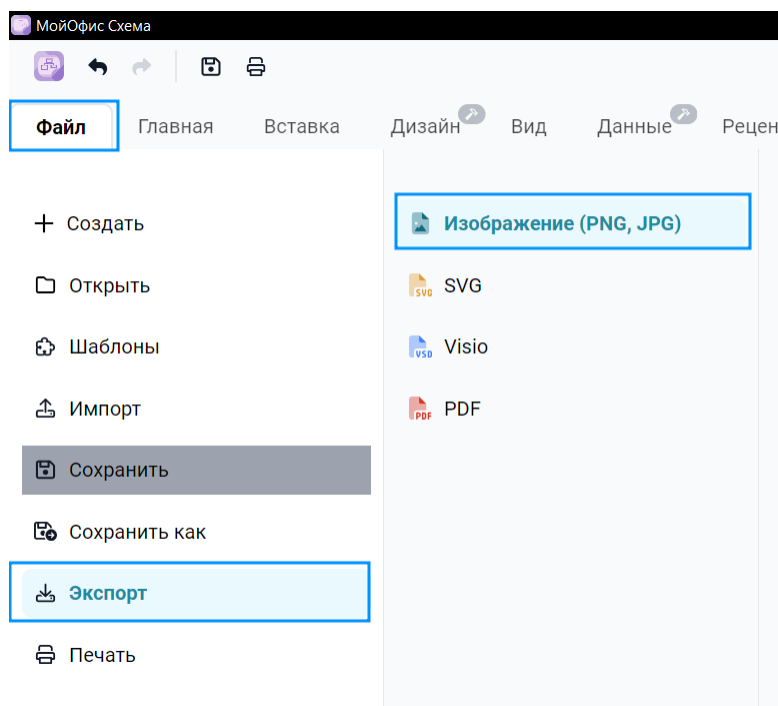 МойОфис Схема
Файл Главная Вставка Дизайн Вид Данные
Создать
Открыть
Шаблоны
Импорт
Сохранить
Сохранить как
Экспорт
Печать
Изображение (PNG, JPG)
SVG SVG
VSD Visio
PDF PDF